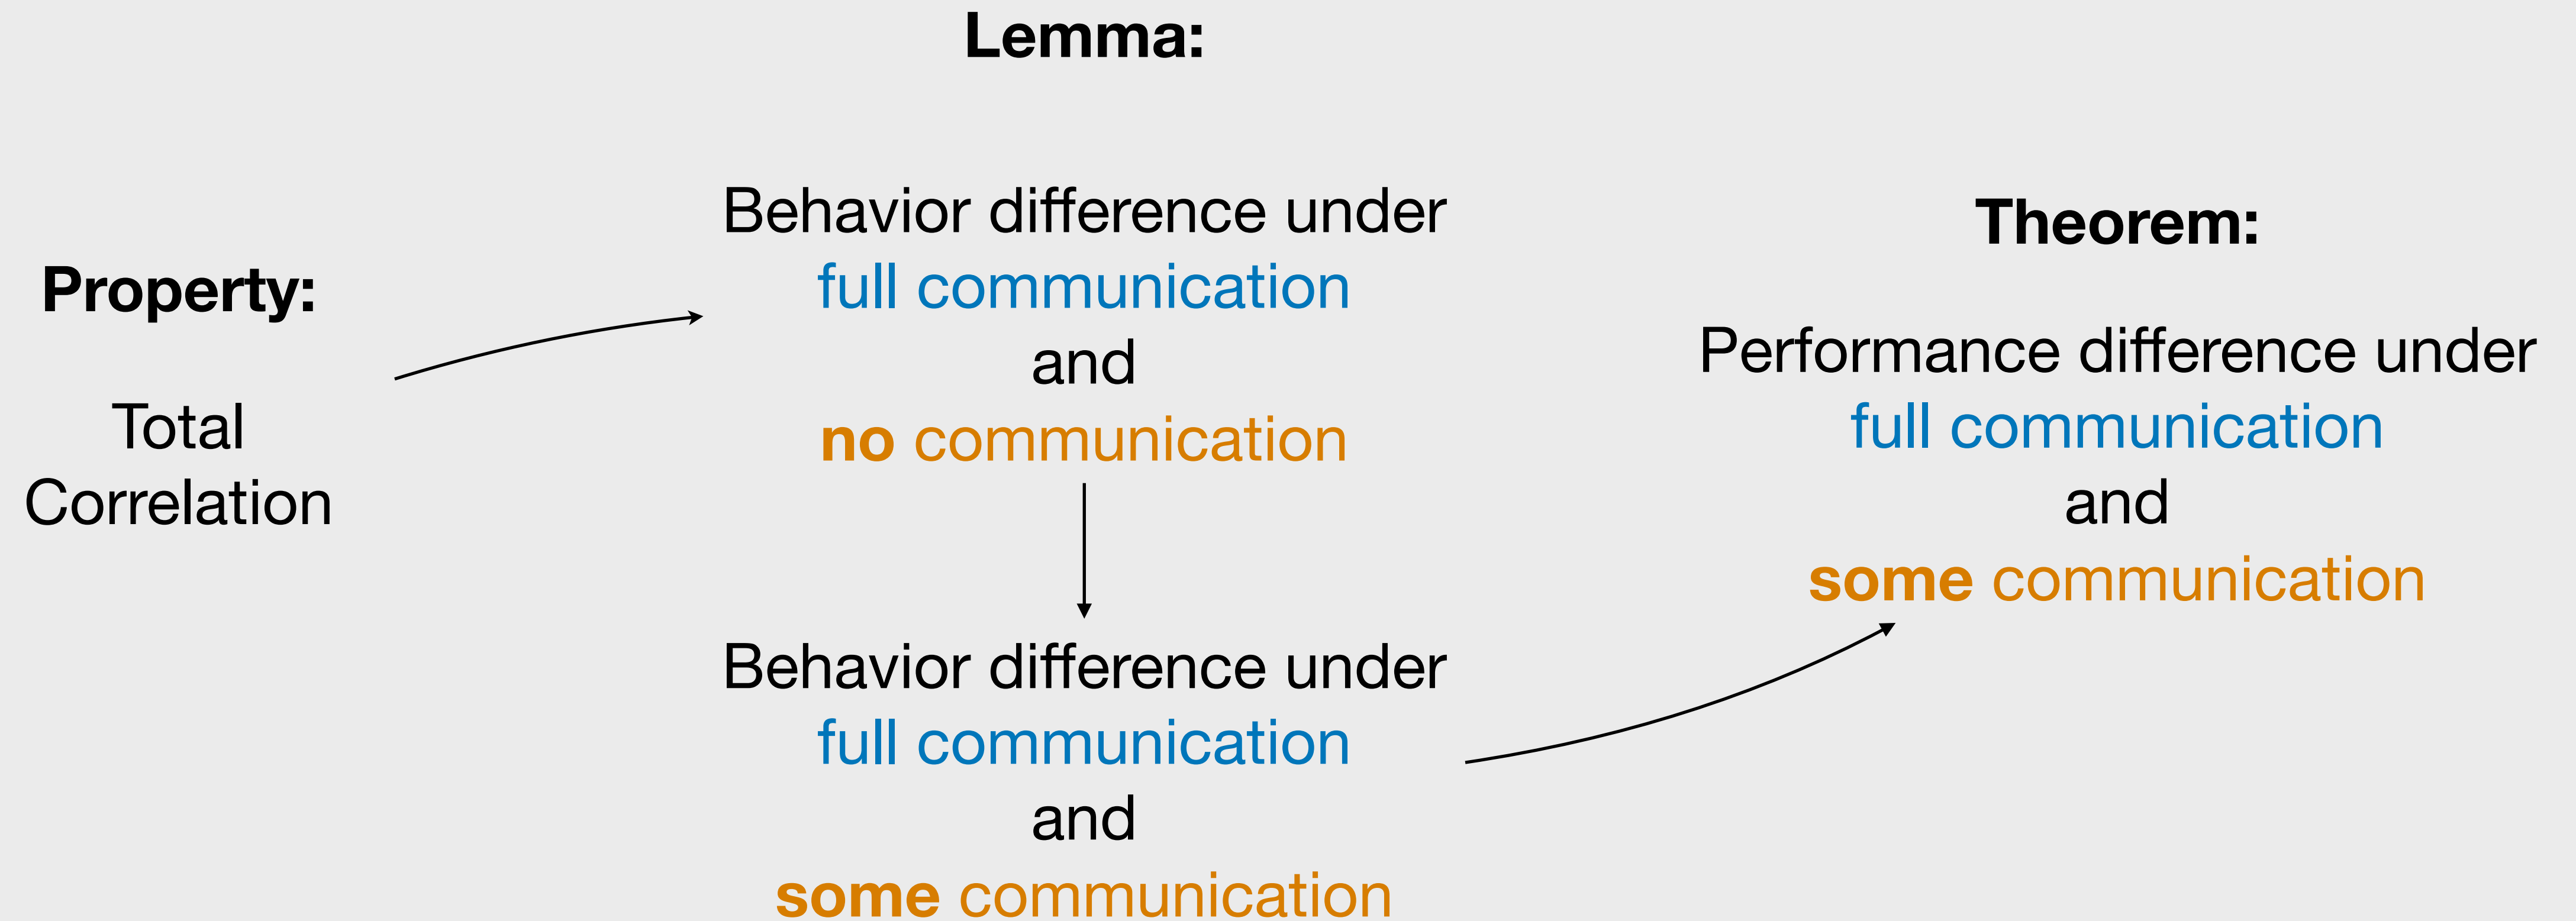 Property:
Total
Correlation
Lemma:
Behavior difference under
full communication
and
no communication
Behavior difference under
full communication
and
some communication
Theorem:
Performance difference under
full communication
and
some communication